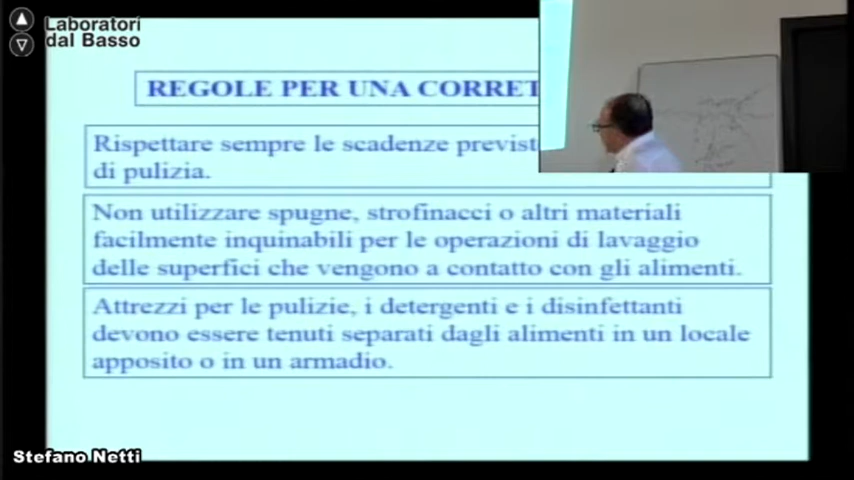 Laboratori
dal Basso
REGOLE PER UNA
Rispettare sempre le scadenze
di pulizia.
Non utilizzare spugne, strofinacci o altri materiali
facilmente inquinabili per le operazioni di lavaggio
delle superfici che vengono a contatto con gli alimenti.
Attrezzi per le pulizie, i detergenti e i disinfettanti
devono essere tenuti separati dagli alimenti in un locale
apposito o in un armadio.
Stefano Netti